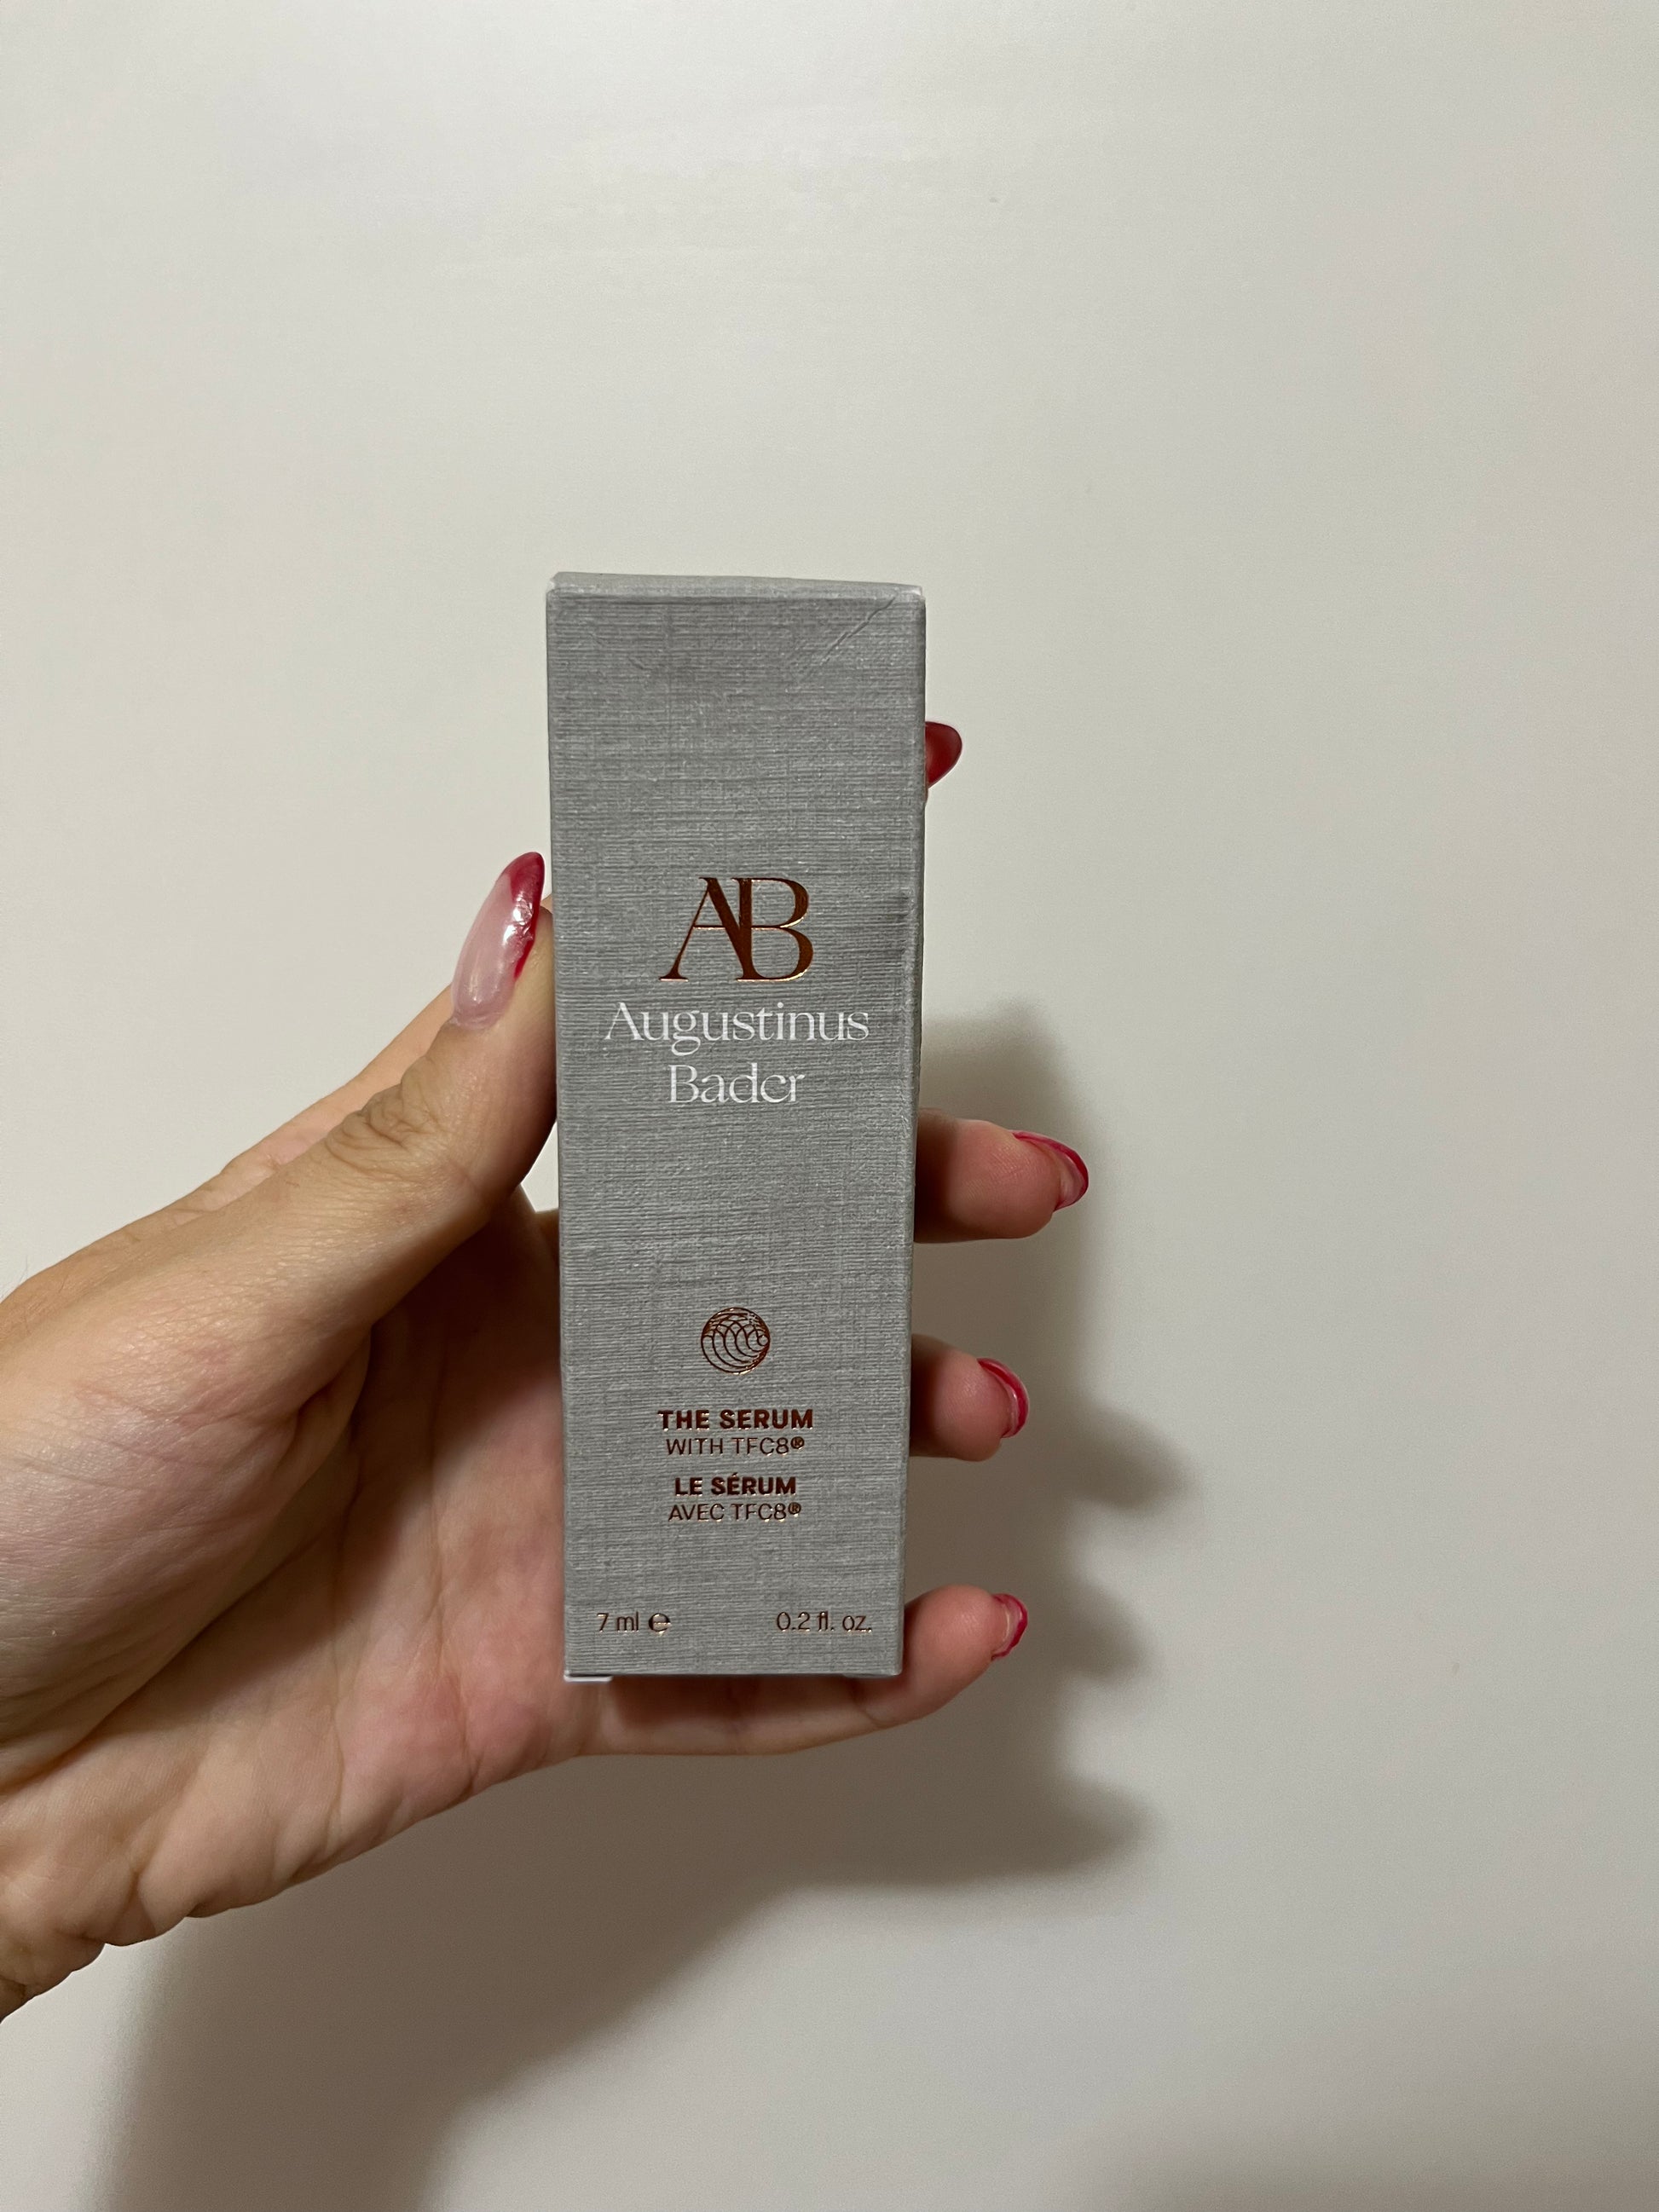 AB
Augustinus
Bader
THE SERUM
WITH TFC8®
LE SÉRUM
AVEC TFC8®
7 ml ℮ 0.2 fl. oz.